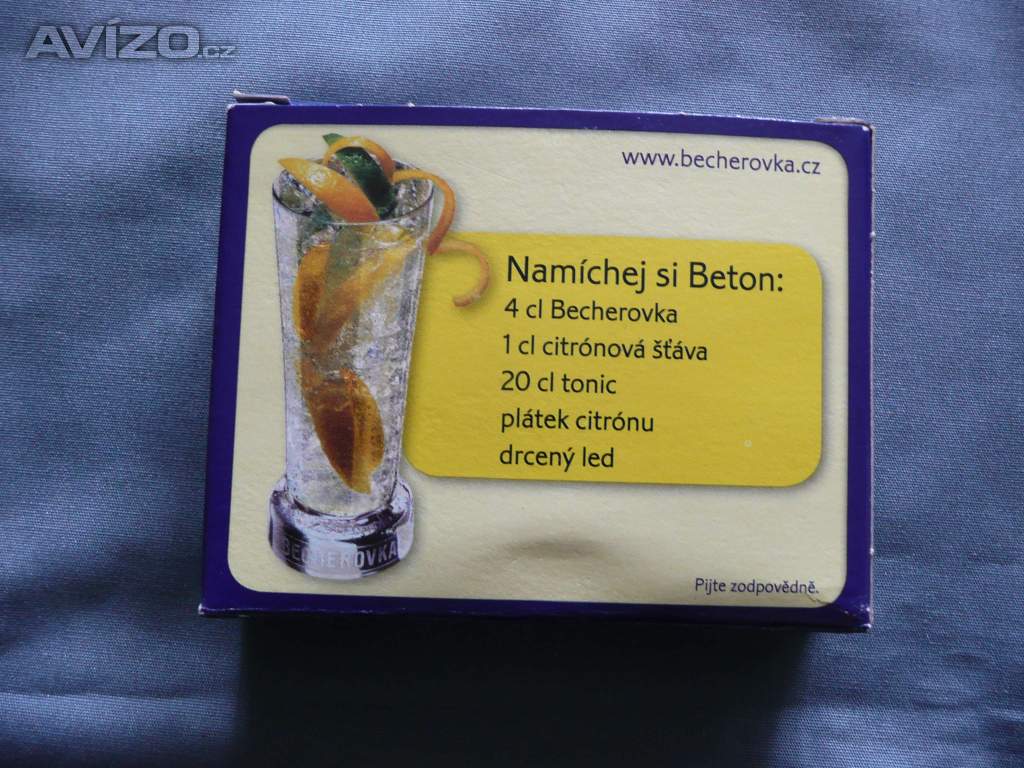 AVÍZO.cz
www.becherovka.cz
Namíchej si Beton:
4 cl Becherovka
1 cl citrónová šťáva
20 cl tonic
plátek citrónu
drcený led
BECHEROVKA
Pijte zodpovědně.